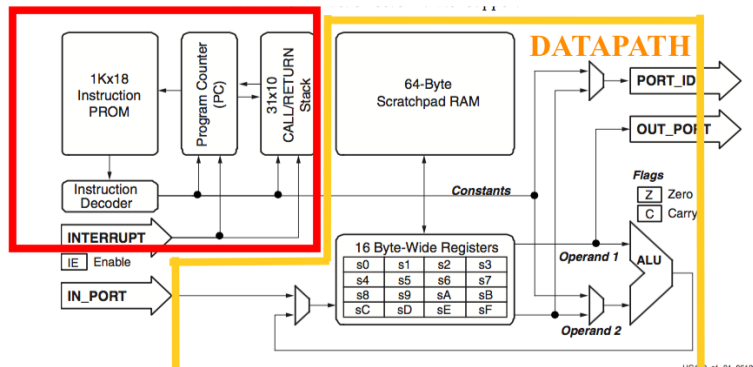 DATAPATH
1Kx18
Instruction
PROM
Program Counter
(PC)
31x10
CALL/RETURN
Stack
64-Byte
Scratchpad RAM
PORT_ID
OUT_PORT
Instruction
Decoder
Constants
Flags
Z Zero
C Carry
INTERRUPT
IE Enable
IN_PORT
16 Byte-Wide Registers
s0 s1 s2 s3
s4 s5 s6 s7
s8 s9 sA sB
sC sD sE sF
Operand 1
ALU
Operand 2